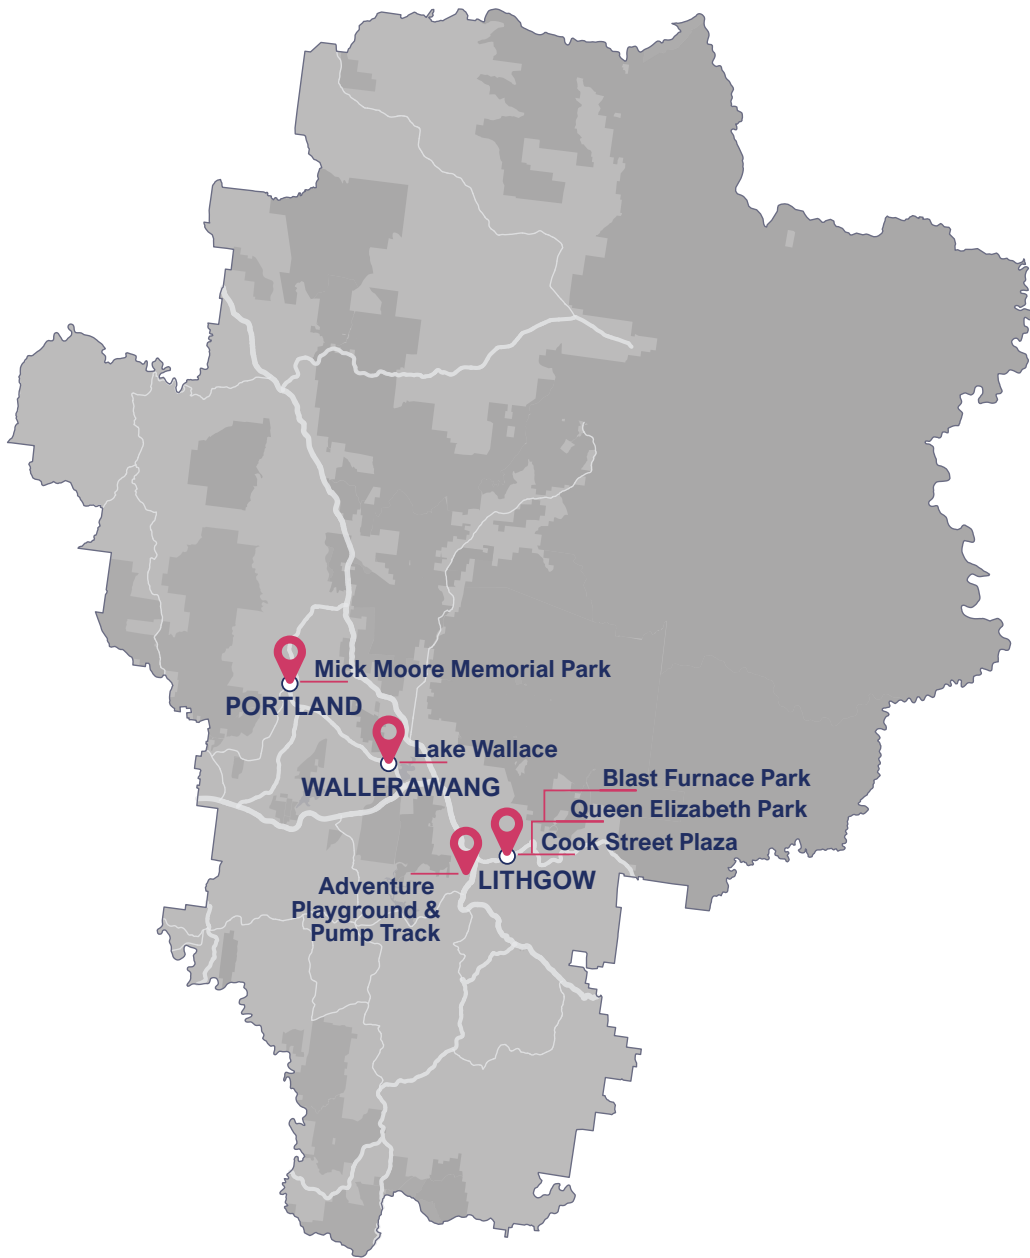 Mick Moore Memorial Park
PORTLAND
Lake Wallace
WALLERAWANG
Blast Furnace Park
Queen Elizabeth Park
Cook Street Plaza
LITHGOW
Adventure
Playground &
Pump Track